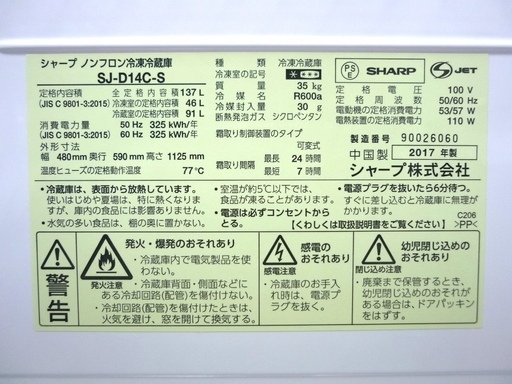 シャープ ノンフロン冷凍冷蔵庫
SJ-D14C-S
定格内容積 全定格内容積 137 L
(JIS C 9801-3:2015) 冷凍室の定格内容積 46 L
冷蔵室の定格内容積 91 L
消費電力量 50 Hz 325 kWh/年
(JIS C 9801-3:2015) 60 Hz 325 kWh/年
外形寸法
幅 480mm 奥行 590mm 高さ 1125 mm
温度ヒューズの定格動作温度 77℃
種類 冷凍冷蔵庫
冷凍室の記号
質量 35 kg
冷媒 R600a
冷媒封入量 30 g
断熱発泡ガス シクロペンタン
霜取り制御装置のタイプ
可変式
霜取り間隔 最長 24 時間
最短 7 時間
PS
E
SHARP
JET
定格電圧 100 V
定格周波数 50/60 Hz
電動機の定格消費電力 53/57 W
電熱装置の定格消費電力 110 W
製造番号 90026060
中国製 2017 年製
シャープ株式会社
•冷蔵庫は、表面から放熱しています。
使いはじめや夏場は、特に熱くなりま
すが、庫内の食品には影響ありません。
•水気の多い食品は、棚の奥に置かない。
•室温が約5℃以下では、
食品が凍ることがあります。
•電源は必ずコンセントから
とる。
•電源プラグを抜いたら6分待つ。
すぐに差し込むと冷蔵庫に無理が
かかります。
【くわしくは取扱説明書をご覧ください】
C206
>PP<
警告
発火・爆発のおそれあり
発火注意
•冷蔵庫内で電気製品を使
わない。
•冷蔵庫背面・側面などに
ある冷却回路(配管)を傷付けない。
•冷却回路(配管)を傷付けたときは、
火気を避け、窓を開けて換気する。
感電の
おそれあり
感電注意
•冷蔵庫のお手入
れ時は、電源プ
ラグを抜く。
幼児閉じ込めの
おそれあり
閉じ込め注意
•廃棄まで保管するとき、
幼児閉じ込めのおそれ
がある場合は、ドアパッキ
ンをはずす。